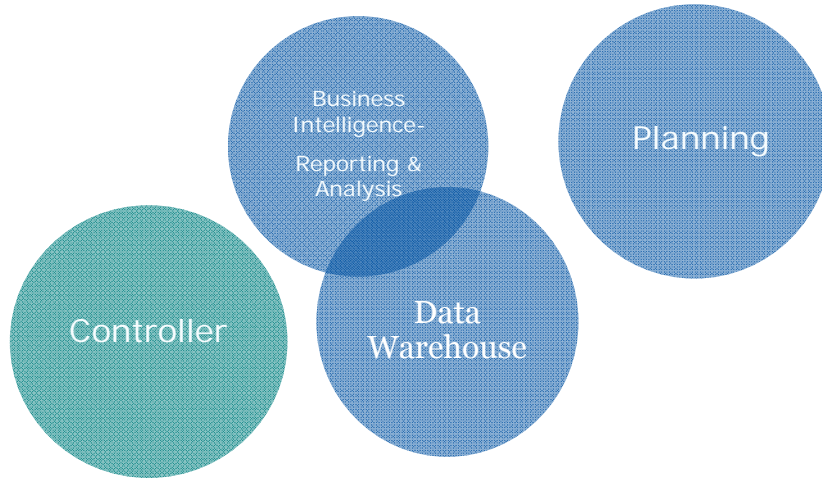 Business
Intelligence-
Reporting &
Analysis
Planning
Controller
Data
Warehouse